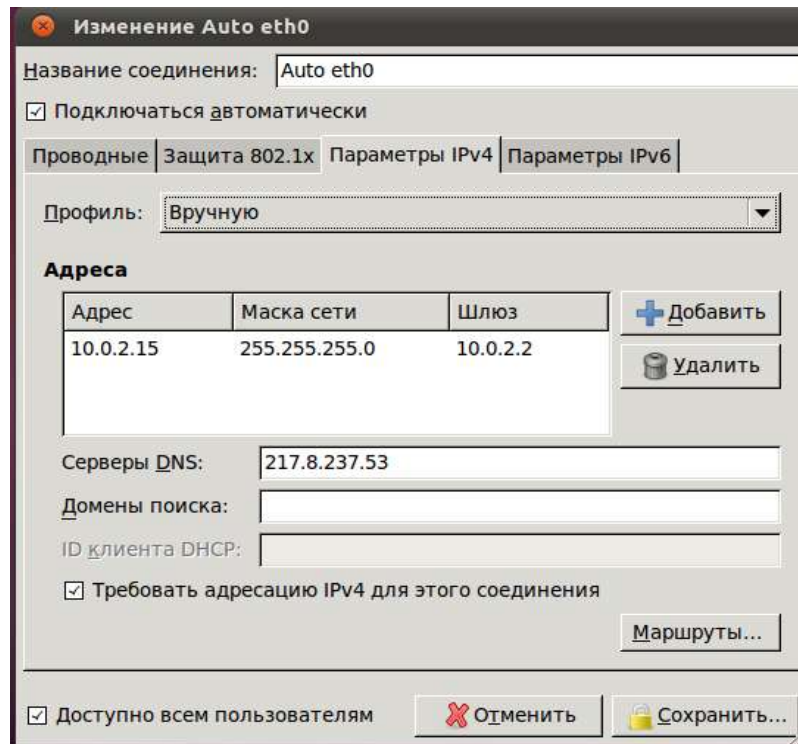 Изменение Auto eth0
Название соединения: Auto eth0
Подключаться автоматически
Проводные Защита 802.1x Параметры IPv4 Параметры IPv6
Профиль: Вручную
Адреса
Адрес Маска сети Шлюз
10.0.2.15 255.255.255.0 10.0.2.2
Добавить
Удалить
Серверы DNS: 217.8.237.53
Домены поиска:
ID клиента DHCP:
Требовать адресацию IPv4 для этого соединения
Маршруты...
Доступно всем пользователям Отменить Сохранить...